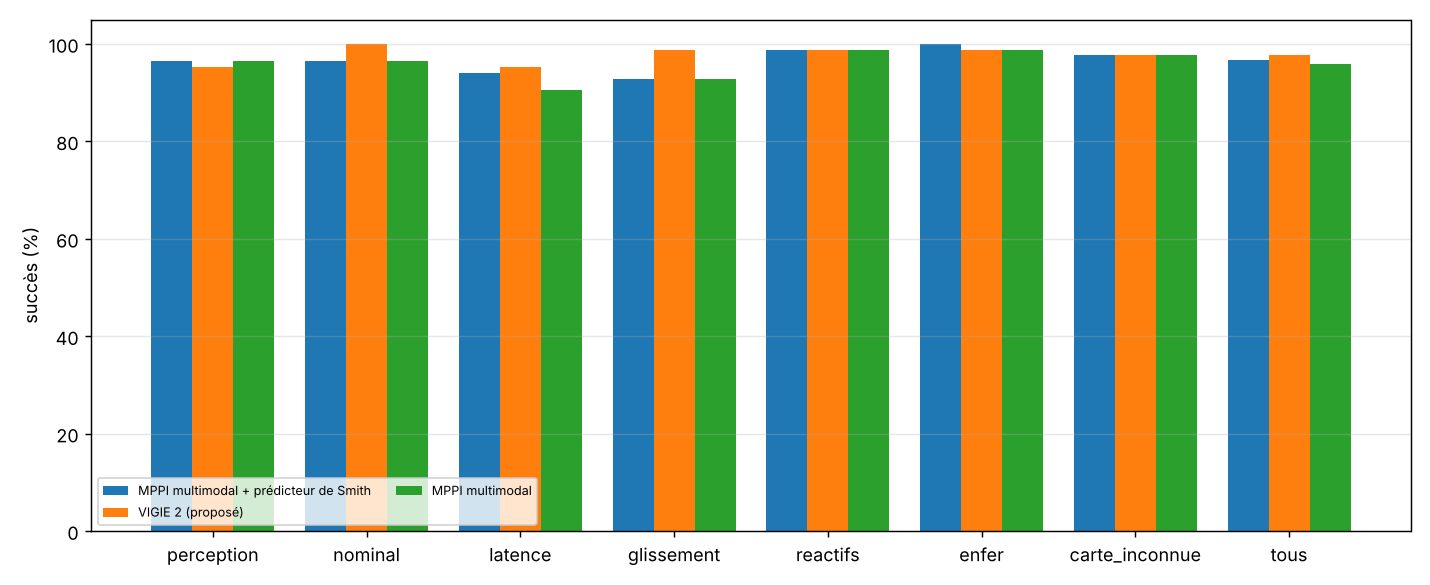 100
80
60
40
20
0
succès (%)
MPPI multimodal + prédicteur de Smith
MPPI multimodal
VIGIE 2 (proposé)
perception nominal latence glissement reactifs enfer carte_inconnue tous